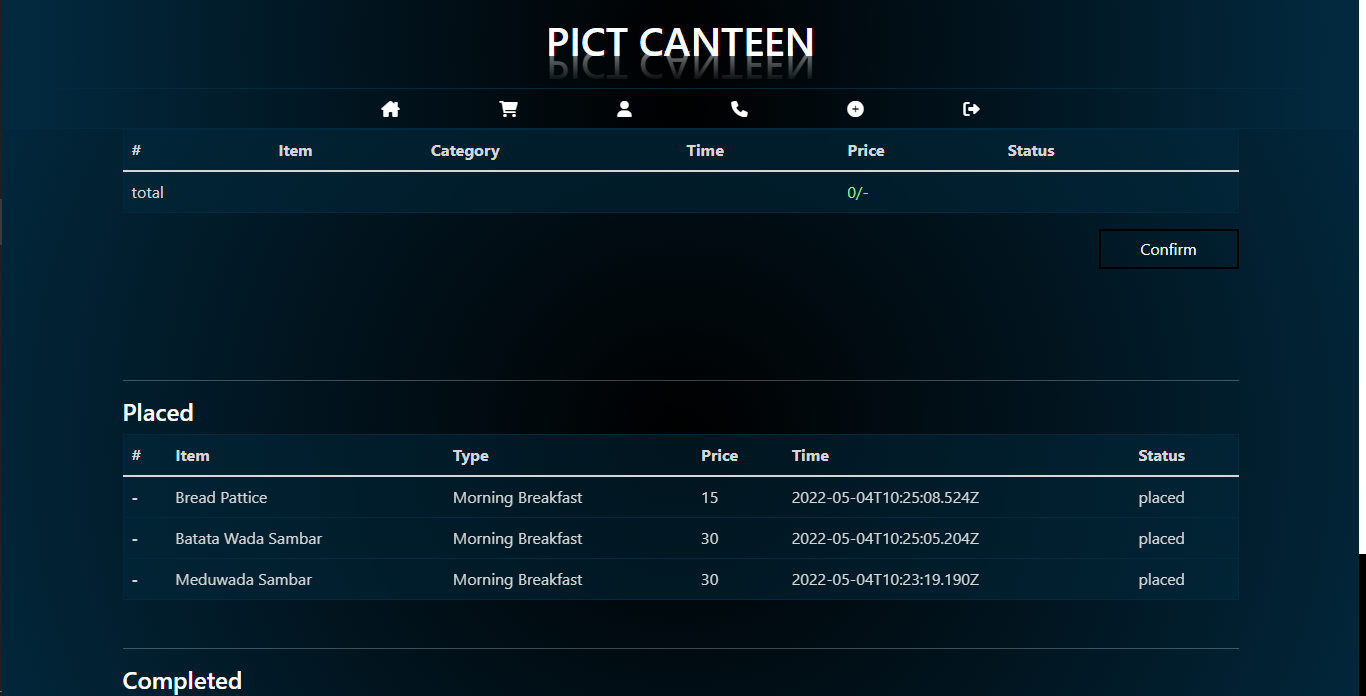 PICT CANTEEN
# Item Category Time Price Status
total 0/-
Confirm
Placed
# Item Type Price Time Status
- Bread Pattice Morning Breakfast 15 2022-05-04T10:25:08.524Z placed
- Batata Wada Sambar Morning Breakfast 30 2022-05-04T10:25:05.204Z placed
- Meduwada Sambar Morning Breakfast 30 2022-05-04T10:23:19.190Z placed
Completed